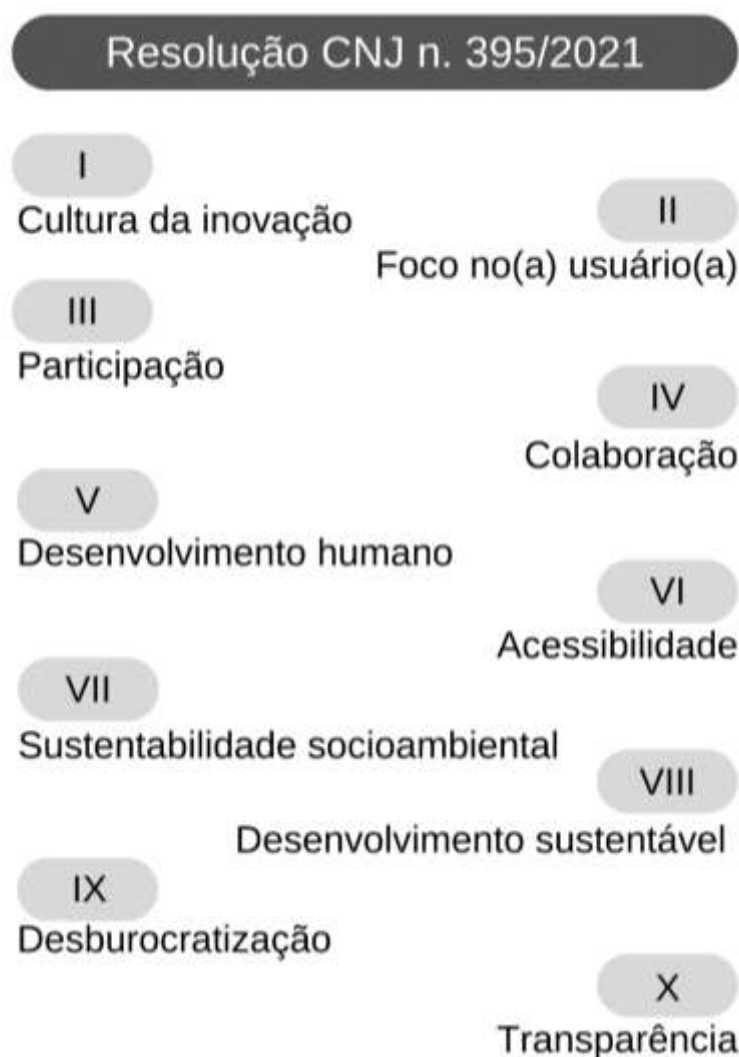 Resolução CNJ n. 395/2021
I
Cultura da inovação
II
Foco no(a) usuário(a)
III
Participação
IV
Colaboração
V
Desenvolvimento humano
VI
Acessibilidade
VII
Sustentabilidade socioambiental
VIII
Desenvolvimento sustentável
IX
Desburocratização
X
Transparência